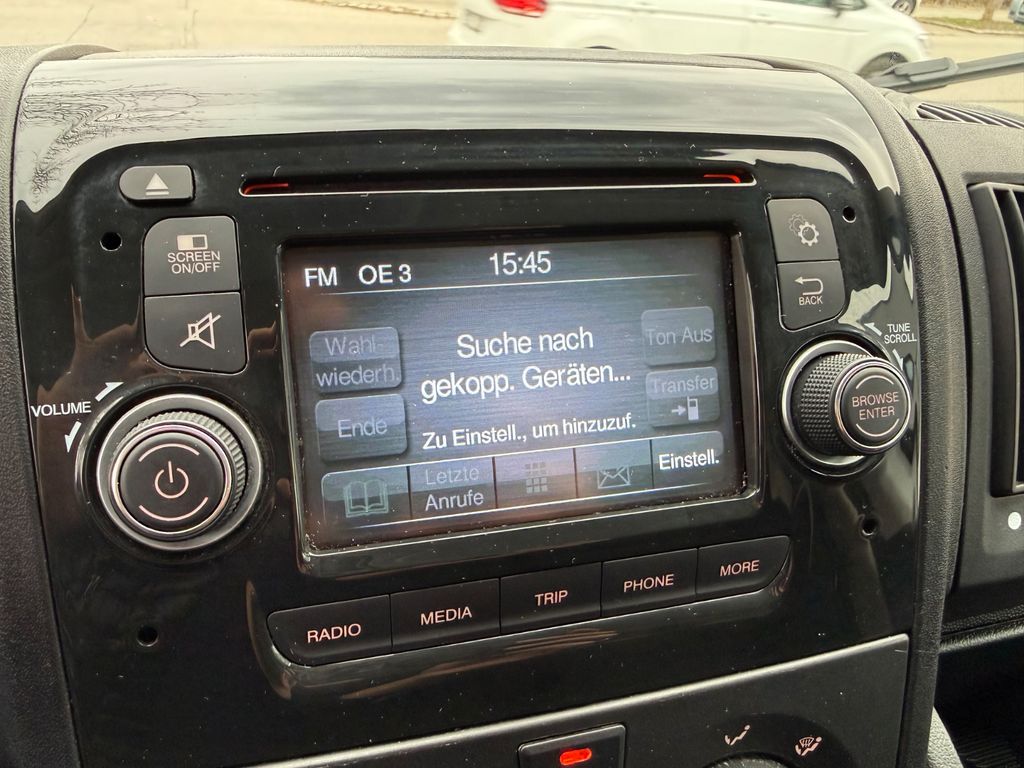 FM OE 3 15:45
SCREEN
ON/OFF
BACK
VOLUME
TUNE
SCROLL
BROWSE
ENTER
Wahl-
wiederh.
Ende
Suche nach
gekopp. Geräten...
Zu Einstell., um hinzuzuf.
Ton Aus
Transfer
Letzte
Anrufe
Einstell.
RADIO MEDIA TRIP PHONE MORE